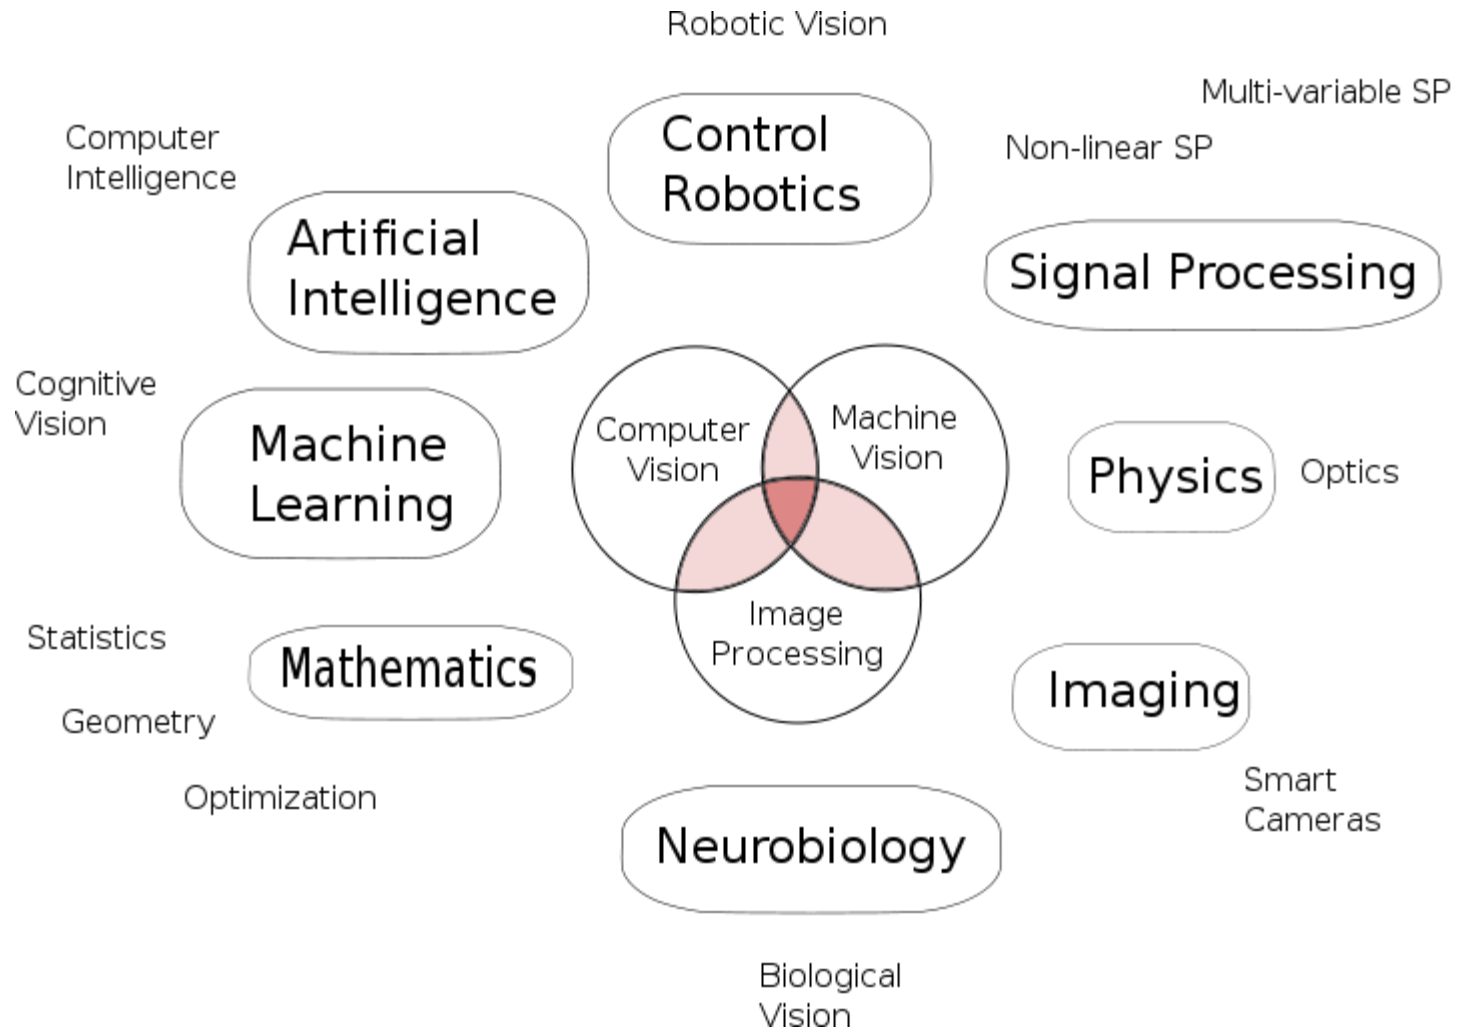 Robotic Vision
Multi-variable SP
Computer
Intelligence
Control
Robotics
Non-linear SP
Artificial
Intelligence
Signal Processing
Cognitive
Vision
Machine
Learning
Computer
Vision
Machine
Vision
Physics
Optics
Statistics
Mathematics
Image
Processing
Imaging
Geometry
Optimization
Smart
Cameras
Neurobiology
Biological
Vision